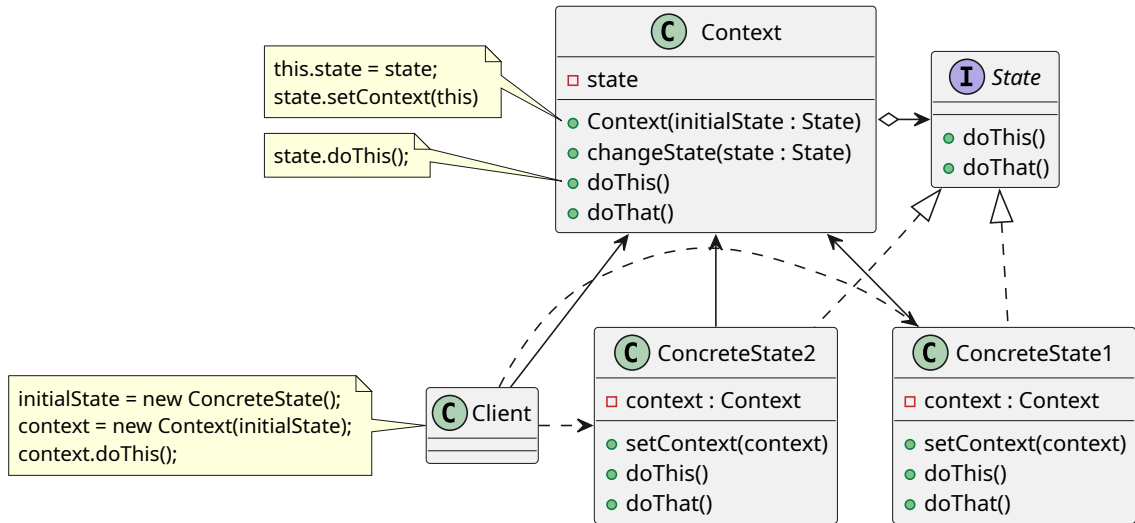 C Context
state
Context(initialState : State)
changeState(state : State)
doThis()
doThat()
this.state = state;
state.setContext(this)
state.doThis();
I State
doThis()
doThat()
initialState = new ConcreteState();
context = new Context(initialState);
context.doThis();
C Client
C ConcreteState2
context : Context
setContext(context)
doThis()
doThat()
C ConcreteState1
context : Context
setContext(context)
doThis()
doThat()